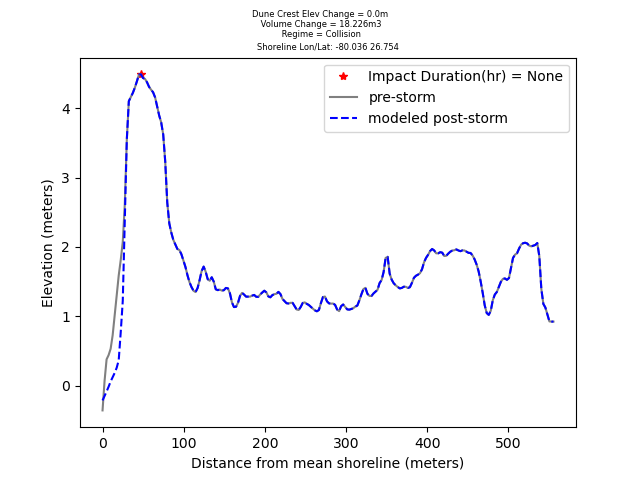 Dune Crest Elev Change = 0.0m
Volume Change = 18.226m3
Regime = Collision
Shoreline Lon/Lat: -80.036 26.754
Impact Duration(hr) = None
pre-storm
modeled post-storm
Elevation (meters)
4
3
2
1
0
0 100 200 300 400 500
Distance from mean shoreline (meters)